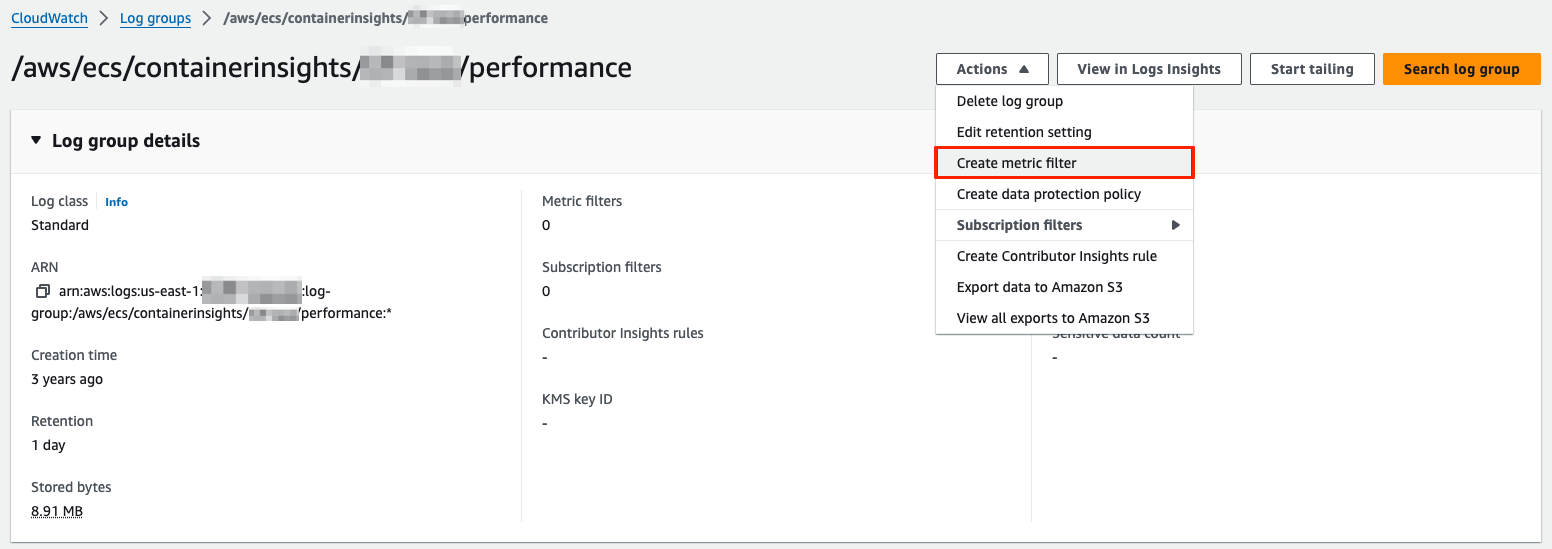 CloudWatch > Log groups > /aws/ecs/containerinsights/ performance
/aws/ecs/containerinsights/ /performance
Actions View in Logs Insights Start tailing Search log group
Delete log group
Edit retention setting
Create metric filter
Create data protection policy
Subscription filters
Create Contributor Insights rule
Export data to Amazon S3
View all exports to Amazon S3
Log group details
Log class Info
Standard
ARN
arn:aws:logs:us-east-1: :log-
group:/aws/ecs/containerinsights/ /performance:*
Creation time
3 years ago
Retention
1 day
Stored bytes
8.91 MB
Metric filters
0
Subscription filters
0
Contributor Insights rules
-
KMS key ID
-
Sensitive data count
-